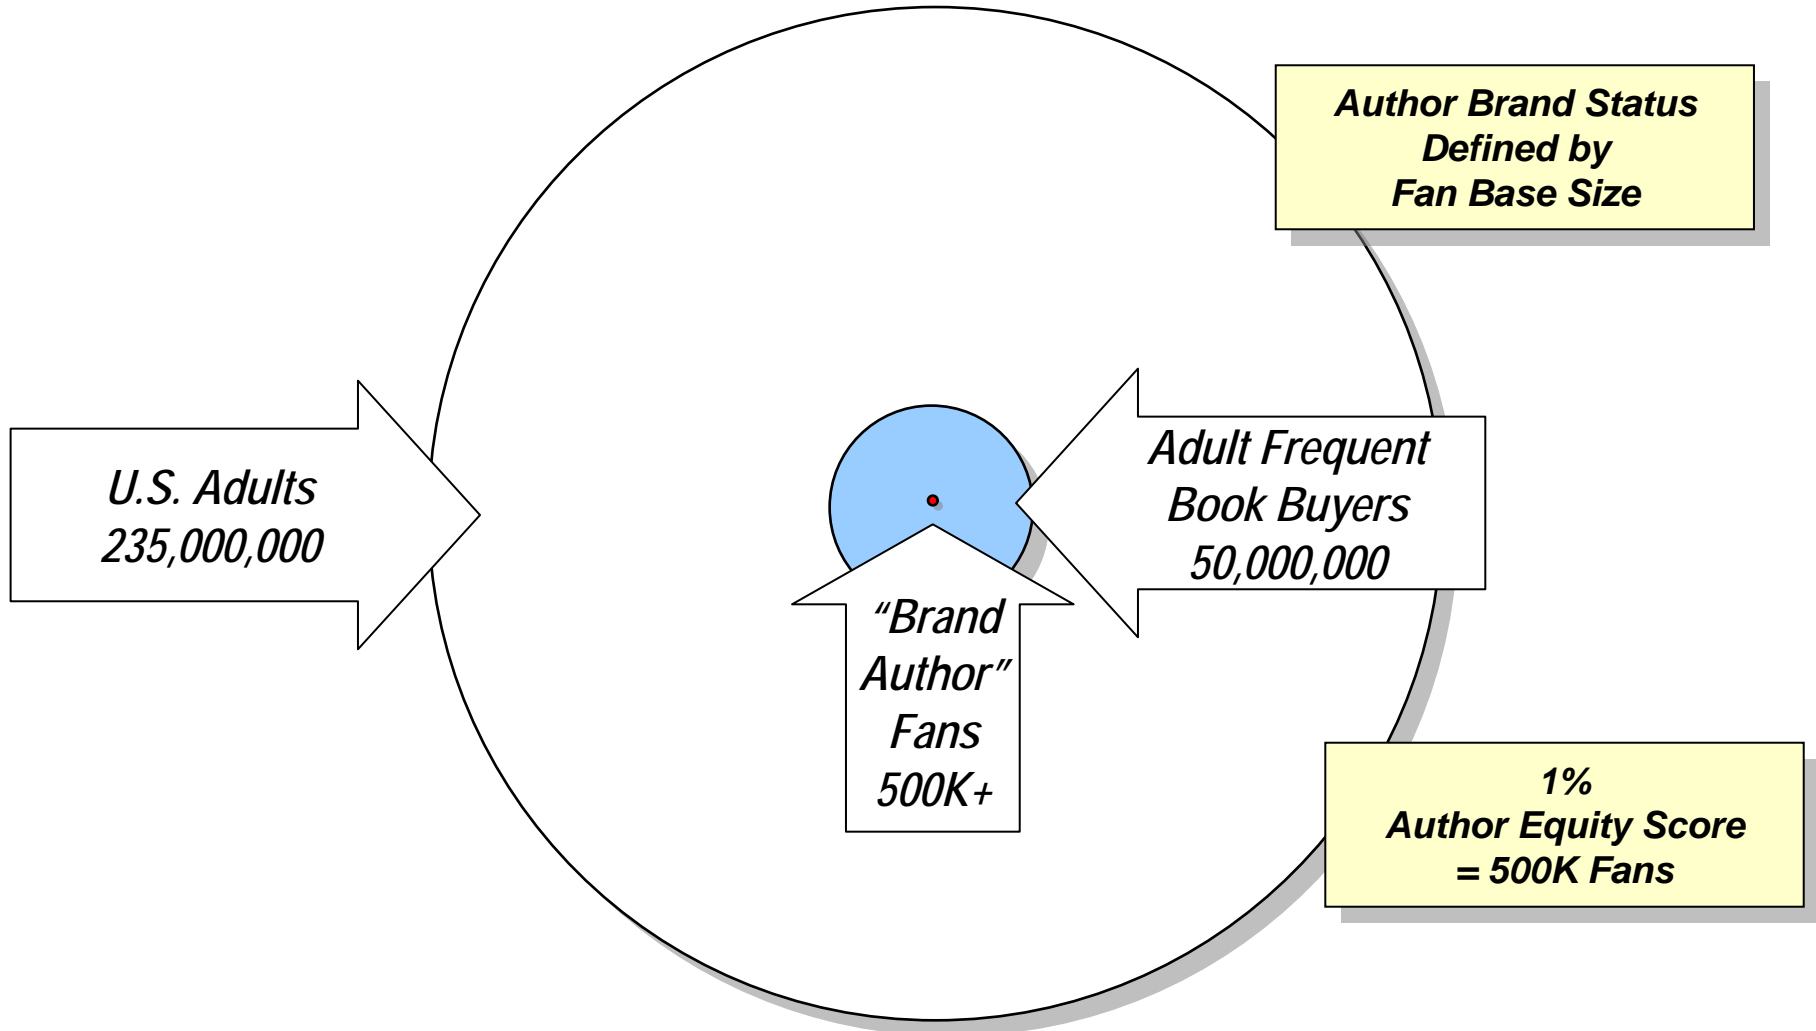 Author Brand Status
Defined by
Fan Base Size
U.S. Adults
235,000,000
Adult Frequent
Book Buyers
50,000,000
“Brand
Author”
Fans
500K+
1%
Author Equity Score
= 500K Fans